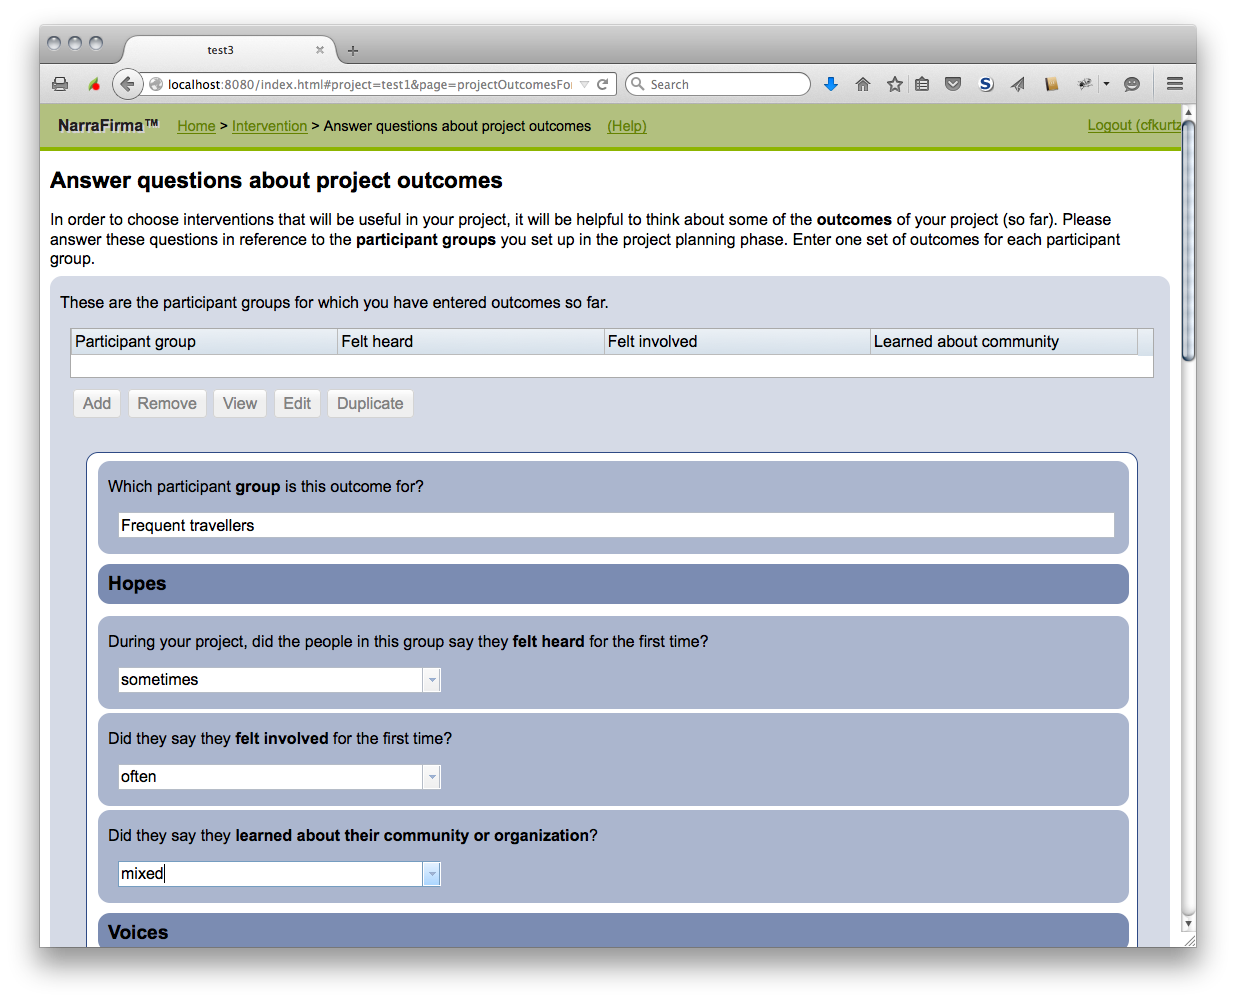 test3
localhost:8080/index.html#project=test1&page=projectOutcomesFo
Search
NarraFirma™ Home > Intervention > Answer questions about project outcomes (Help) Logout (cfkurtz
Answer questions about project outcomes
In order to choose interventions that will be useful in your project, it will be helpful to think about some of the outcomes of your project (so far). Please
answer these questions in reference to the participant groups you set up in the project planning phase. Enter one set of outcomes for each participant
group.
These are the participant groups for which you have entered outcomes so far.
Participant group Felt heard Felt involved Learned about community
Add Remove View Edit Duplicate
Which participant group is this outcome for?
Frequent travellers
Hopes
During your project, did the people in this group say they felt heard for the first time?
sometimes
Did they say they felt involved for the first time?
often
Did they say they learned about their community or organization?
mixed
Voices